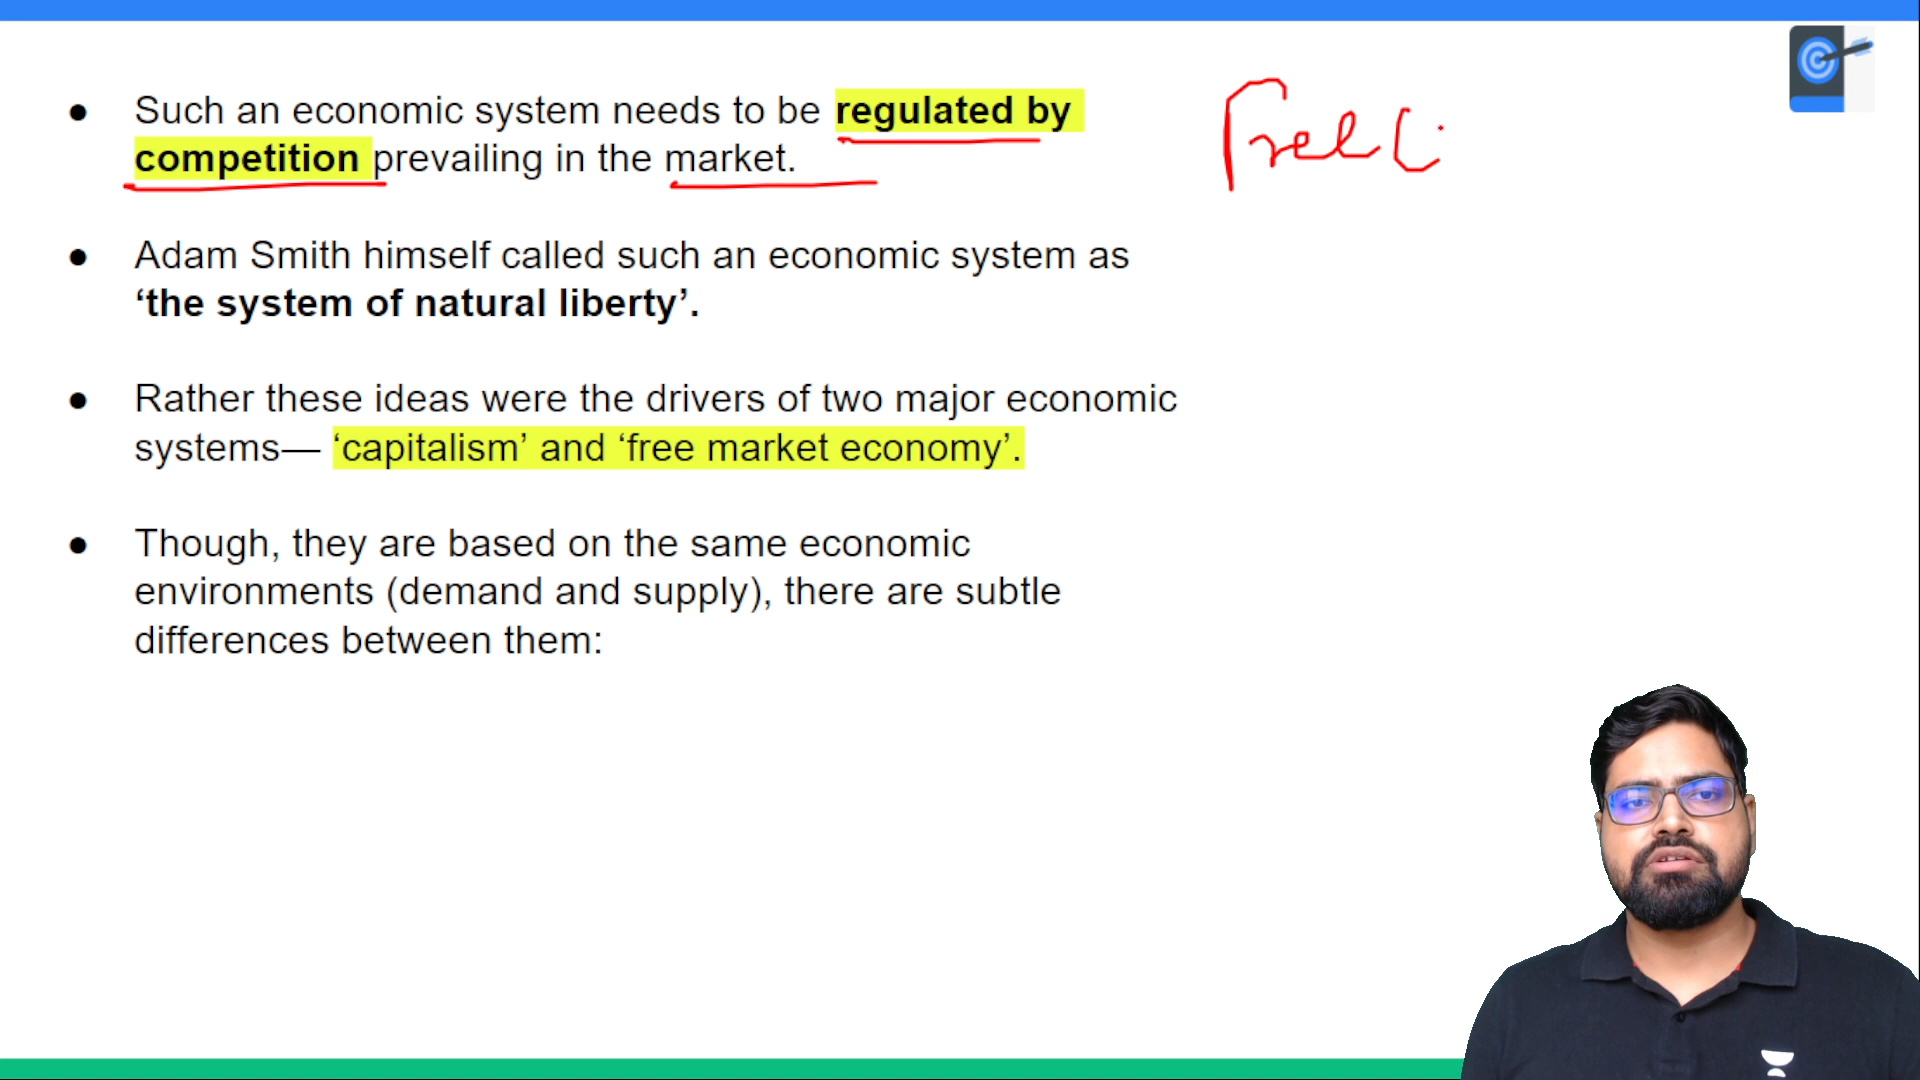 ● Such an economic system needs to be regulated by
competition prevailing in the market.
Free C
● Adam Smith himself called such an economic system as
‘the system of natural liberty’.
● Rather these ideas were the drivers of two major economic
systems— ‘capitalism’ and ‘free market economy’.
● Though, they are based on the same economic
environments (demand and supply), there are subtle
differences between them: